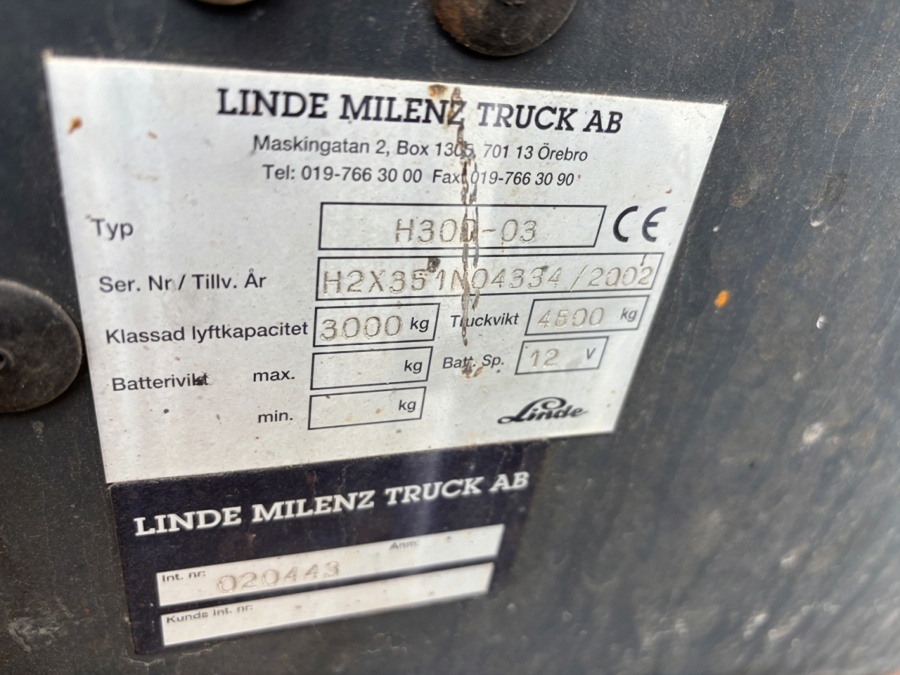 LINDE MILENZ TRUCK AB
Maskingatan 2, Box 1305, 701 13 Örebro
Tel: 019-766 30 00 Fax: 019-766 30 90
Typ H30D-03 CE
Ser. Nr / Tillv. År H2X351N04334/2002
Klassad lyftkapacitet 3000 kg Truckvikt 4500 kg
Batterivikt max. kg Batt. Sp. 12 V
min. kg Linde
LINDE MILENZ TRUCK AB
Int. nr: 020443 Anm.
Kunds int. nr: